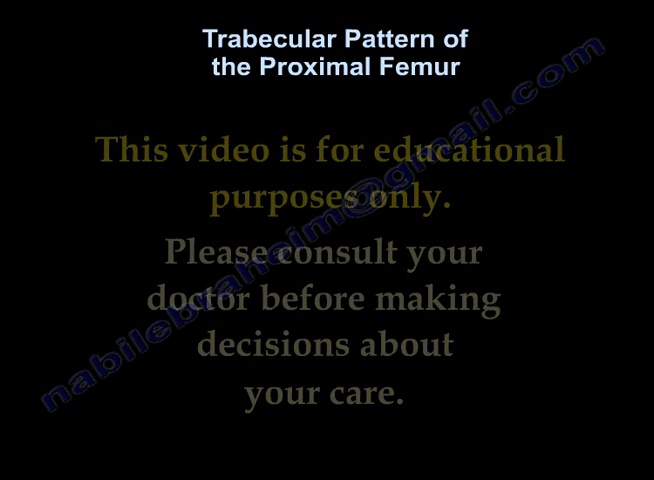 Trabecular Pattern of
the Proximal Femur
This video is for educational
purposes only.
Please consult your
doctor before making
decisions about
your care.
nabilebraheim@gmail.com